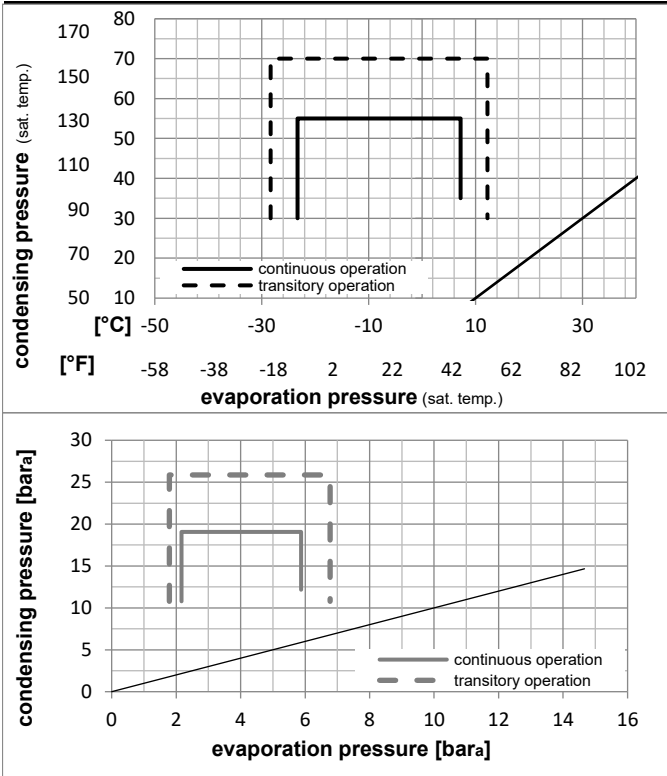 condensing pressure (sat. temp.)
170 80
150 70
60
130 50
110 40
90 30
70 20
50 10
continuous operation
transitory operation
[°C] -50 -30 -10 10 30
[°F] -58 -38 -18 2 22 42 62 82 102
evaporation pressure (sat. temp.)
condensing pressure [bara]
30
25
20
15
10
5
0
continuous operation
transitory operation
0 2 4 6 8 10 12 14 16
evaporation pressure [bara]